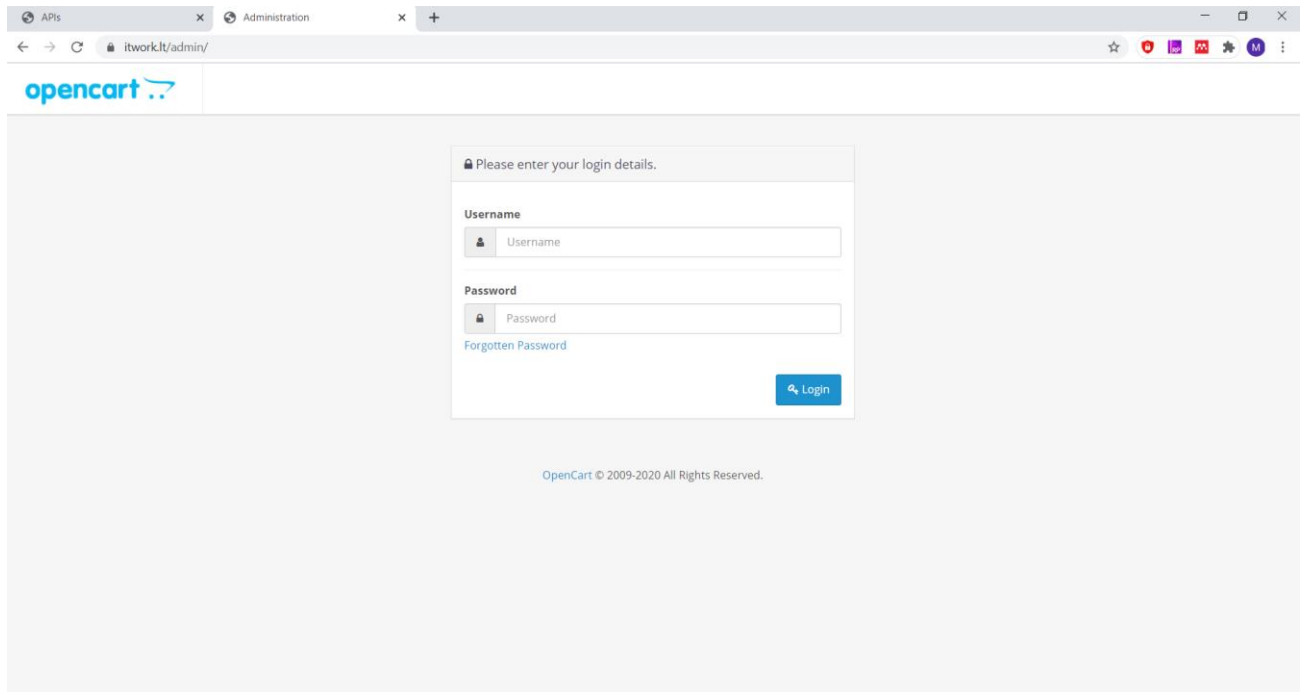 APIs
Administration
itwork.lt/admin/
M
opencart
Please enter your login details.
Username
Username
Password
Password
Forgotten Password
Login
OpenCart © 2009-2020 All Rights Reserved.